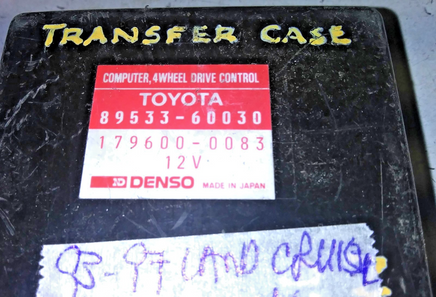 TRANSFER CASE
COMPUTER, 4WHEEL DRIVE CONTROL
TOYOTA
89533-60030
179600-0083
12V
DENSO MADE IN JAPAN
95-97 LAND CRUISE